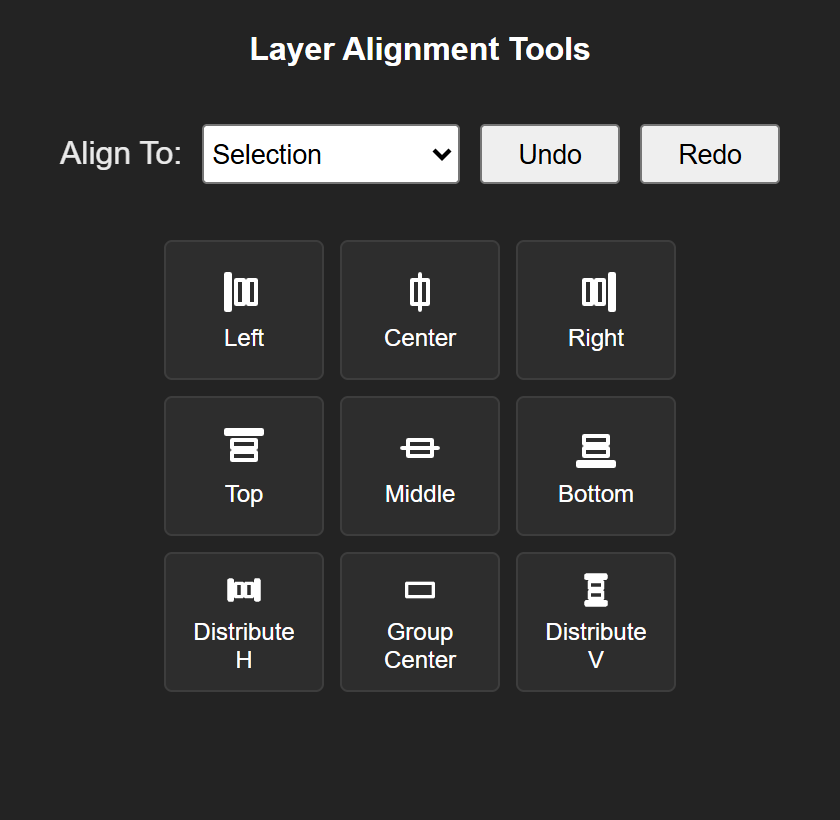 Layer Alignment Tools
Align To:
Selection
Undo
Redo
Left
Center
Right
Top
Middle
Bottom
Distribute
H
Group
Center
Distribute
V